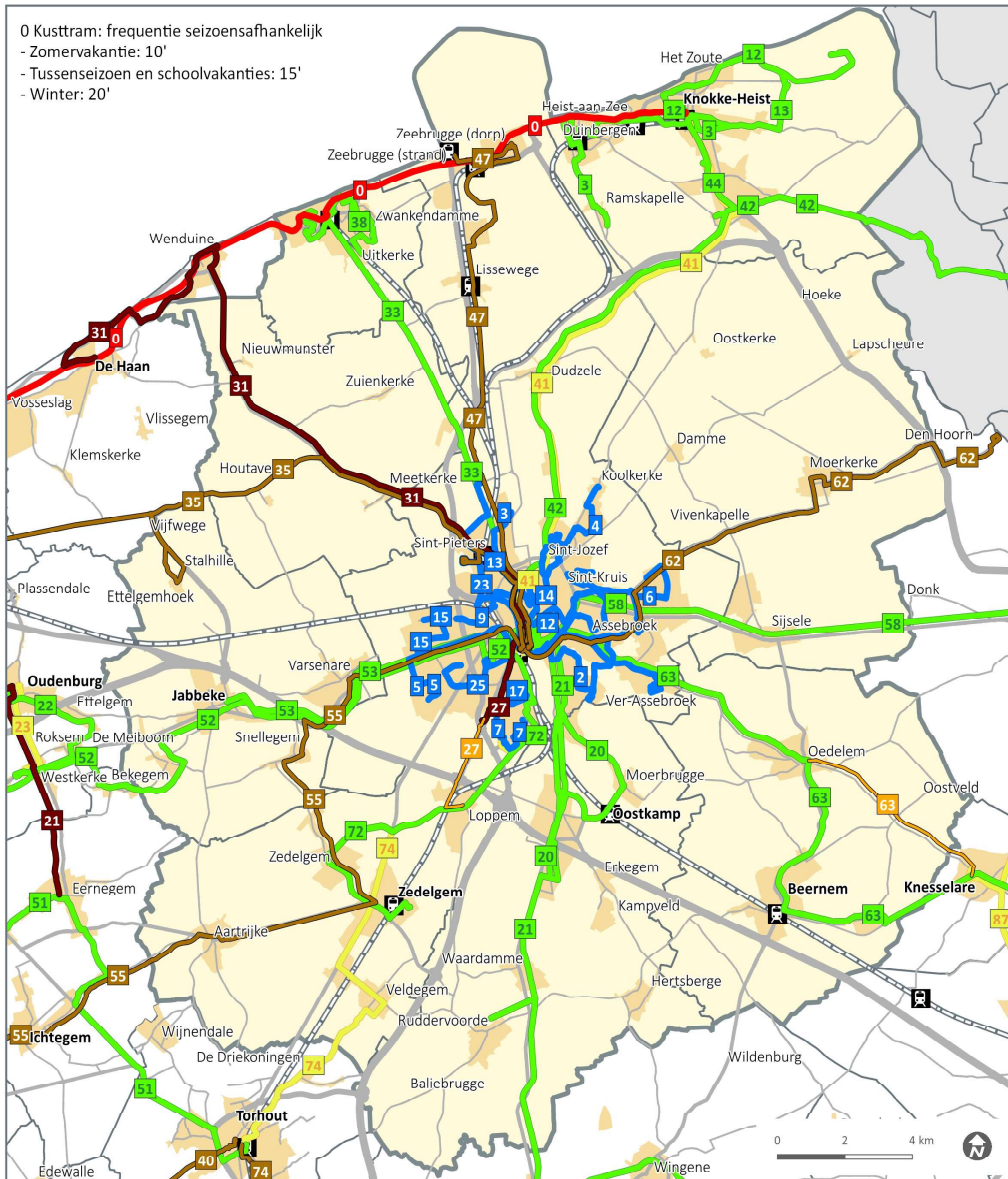 0 Kusttram: frequentie seizoensafhankelijk
- Zomervakantie: 10'
- Tussenseizoen en schoolvakanties: 15'
- Winter: 20'
Het Zoute
12
Knokke-Heist
Heist-aan-Zee
12
13
0
Duinbergen
3
Zeebrugge (dorp)
47
Zeebrugge (strand)
3
44
Ramskapelle
42
42
0
38
Zwankendamme
Wenduine
Uitkerke
41
Lissewege
Hoeke
33
47
31
0
De Haan
Nieuwmunster
Oostkerke
Lapscheure
Zuienkerke
Dudzele
31
41
Vosseslag
Vlissegem
47
Klemskerke
Damme
Den Hoorn
Houtave
35
Meetkerke
33
Koolkerke
Moerkerke
62
62
35
31
42
3
4
Vivenkapelle
Vijfwege
Sint-Pieters
Sint-Jozef
Stalhille
13
62
Plassendale
Ettelgemhoek
23
41
Sint-Kruis
14
6
58
Donk
15
9
12
Assebroek
Sijsele
58
15
52
Varsenare
53
63
Oudenburg
5
5
25
17
21
2
Ver-Assebroek
Ettelgem
Jabbeke
27
22
52
53
55
7
7
72
23
Roksem
De Meiboom
Snellegem
27
20
Oedelem
52
Westkerke
Bekegem
55
Moerbrugge
63
63
Oostveld
21
Loppem
Oostkamp
72
74
Zedelgem
20
Erkegem
Eernegem
Zedelgem
Beernem
Knesselare
51
Kampveld
63
87
Aartrijke
21
Waardamme
55
Veldegem
Hertsberge
55
Ichtegem
Wijnendale
Ruddervoorde
De Driekoningen
74
Wildenburg
51
Baliebrugge
Torhout
0 2 4 km
N
40
74
Edewalle
Wingene